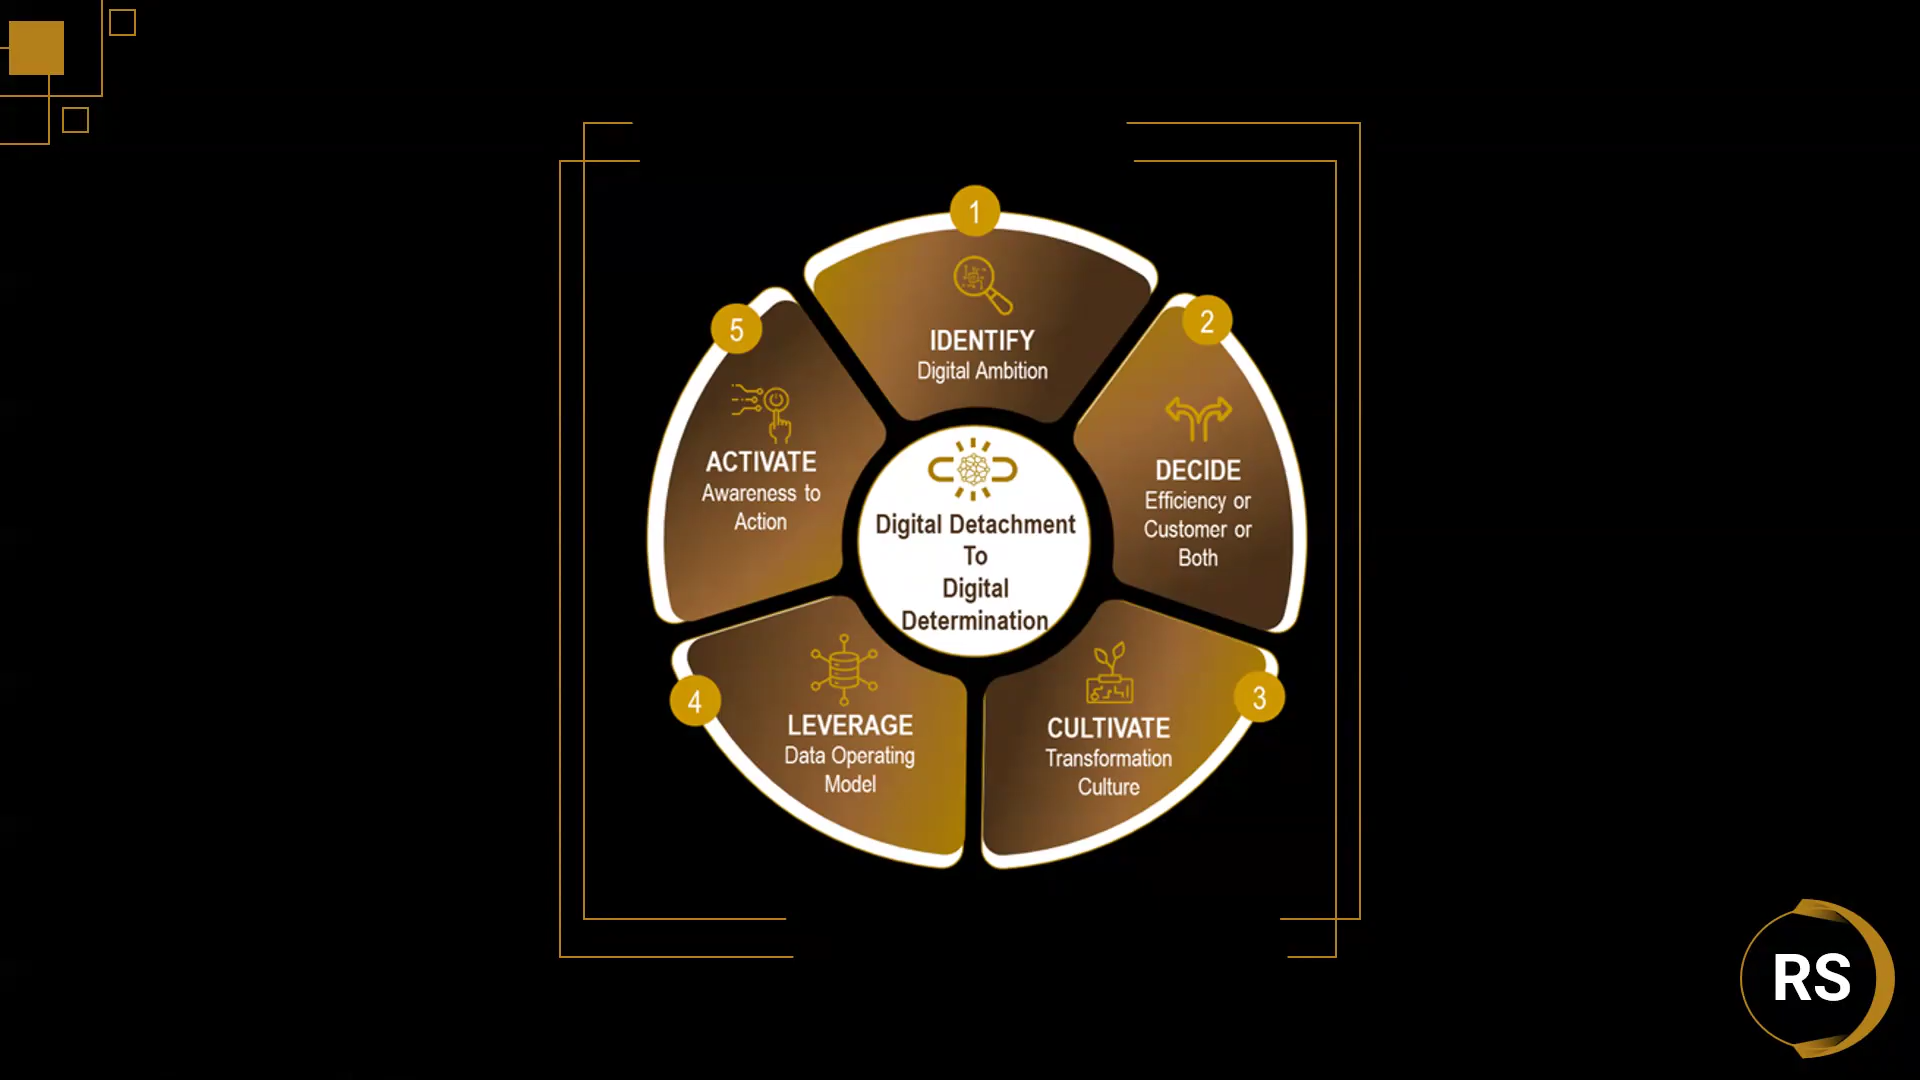 1
IDENTIFY
Digital Ambition
2
DECIDE
Efficiency or
Customer or
Both
3
CULTIVATE
Transformation
Culture
4
LEVERAGE
Data Operating
Model
5
ACTIVATE
Awareness to
Action
Digital Detachment
To
Digital
Determination
RS